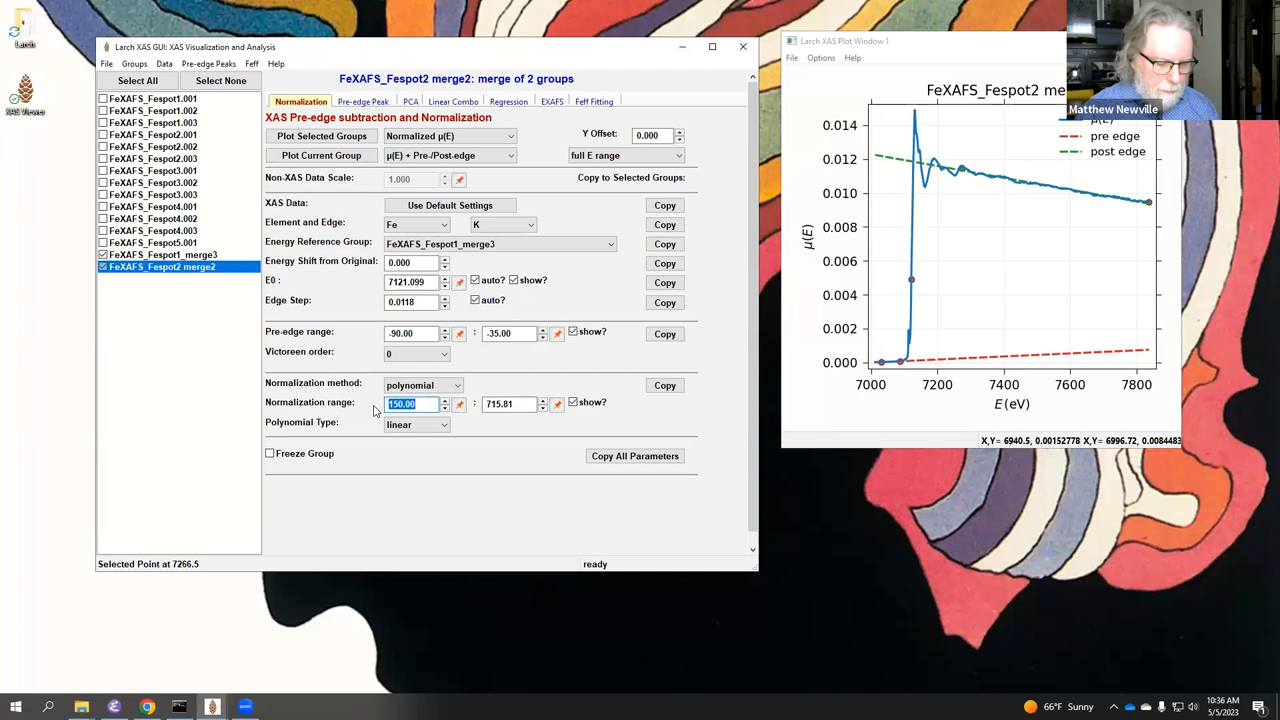 Larch
XAS Viewer
Larch XAS GUI: XAS Visualization and Analysis
File Groups Data Pre-edge Peaks Feff Help
Select All Select None
FeXAFS_Fespot1.001
FeXAFS_Fespot1.002
FeXAFS_Fespot1.003
FeXAFS_Fespot2.001
FeXAFS_Fespot2.002
FeXAFS_Fespot2.003
FeXAFS_Fespot3.001
FeXAFS_Fespot3.002
FeXAFS_Fespot3.003
FeXAFS_Fespot4.001
FeXAFS_Fespot4.002
FeXAFS_Fespot4.003
FeXAFS_Fespot5.001
FeXAFS_Fespot1_merge3
FeXAFS_Fespot2 merge2
FeXAFS_Fespot2 merge2: merge of 2 groups
Normalization Pre-edge Peak PCA Linear Combo Regression EXAFS Feff Fitting
XAS Pre-edge subtraction and Normalization
Plot Selected Groups Normalized μ(E) Y Offset: 0.000
Plot Current Group μ(E) + Pre-/Post-edge full E range
Non-XAS Data Scale: 1.000 Copy to Selected Groups:
XAS Data: Use Default Settings Copy
Element and Edge: Fe K Copy
Energy Reference Group: FeXAFS_Fespot1_merge3 Copy
Energy Shift from Original: 0.000 Copy
E0 : 7121.099 auto? show? Copy
Edge Step: 0.0118 auto? Copy
Pre-edge range: -90.00 : -35.00 show? Copy
Victoreen order: 0
Normalization method: polynomial Copy
Normalization range: 150.00 : 715.81 show?
Polynomial Type: linear
Freeze Group Copy All Parameters
Selected Point at 7266.5 ready
Larch XAS Plot Window 1
File Options Help
FeXAFS_Fespot2 me
Matthew Newville
pre edge
post edge
0.014
0.012
0.010
0.008
0.006
0.004
0.002
0.000
μ(E)
7000 7200 7400 7600 7800
E (eV)
X,Y= 6940.5, 0.00152778 X,Y= 6996.72, 0.0084483
zoom
66°F Sunny
10:36 AM
5/5/2023